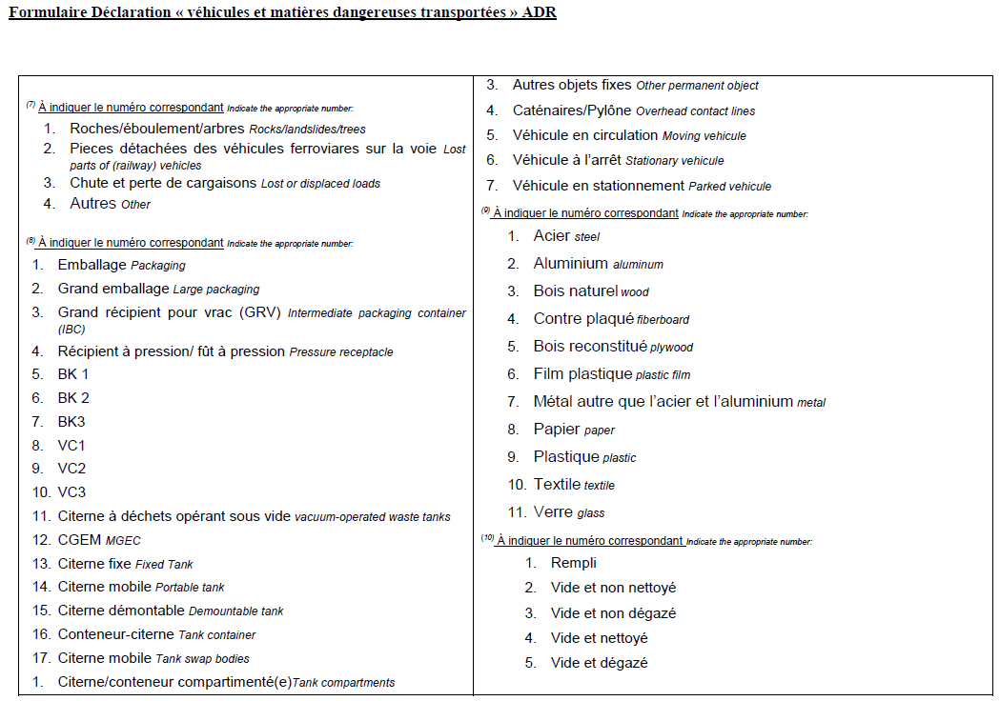 Formulaire Déclaration « véhicules et matières dangereuses transportées » ADR
(7) À indiquer le numéro correspondant Indicate the appropriate number:
1. Roches/éboulement/arbres Rocks/landslides/trees
2. Pieces détachées des véhicules ferroviares sur la voie Lost
parts of (railway) vehicles
3. Chute et perte de cargaisons Lost or displaced loads
4. Autres Other
(8) À indiquer le numéro correspondant Indicate the appropriate number:
1. Emballage Packaging
2. Grand emballage Large packaging
3. Grand récipient pour vrac (GRV) Intermediate packaging container
(IBC)
4. Récipient à pression/ fût à pression Pressure receptacle
5. BK 1
6. BK 2
7. BK3
8. VC1
9. VC2
10. VC3
11. Citerne à déchets opérant sous vide vacuum-operated waste tanks
12. CGEM MGEC
13. Citerne fixe Fixed Tank
14. Citerne mobile Portable tank
15. Citerne démontable Demountable tank
16. Conteneur-citerne Tank container
17. Citerne mobile Tank swap bodies
1. Citerne/conteneur compartimenté(e)Tank compartments
3. Autres objets fixes Other permanent object
4. Caténaires/Pylône Overhead contact lines
5. Véhicule en circulation Moving vehicule
6. Véhicule à l’arrêt Stationary vehicule
7. Véhicule en stationnement Parked vehicule
(9) À indiquer le numéro correspondant Indicate the appropriate number:
1. Acier steel
2. Aluminium aluminum
3. Bois naturel wood
4. Contre plaqué fiberboard
5. Bois reconstitué plywood
6. Film plastique plastic film
7. Métal autre que l’acier et l’aluminium metal
8. Papier paper
9. Plastique plastic
10. Textile textile
11. Verre glass
(10) À indiquer le numéro correspondant Indicate the appropriate number:
1. Rempli
2. Vide et non nettoyé
3. Vide et non dégazé
4. Vide et nettoyé
5. Vide et dégazé